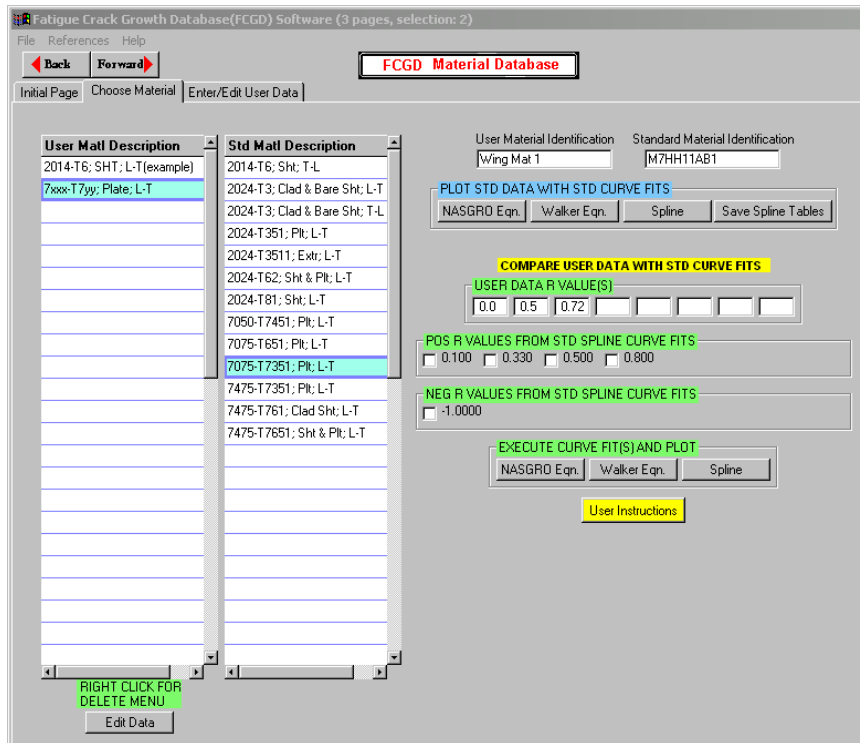 Fatigue Crack Growth Database(FCGD) Software (3 pages, selection: 2)
File References Help
Back Forward
FCGD Material Database
Initial Page Choose Material Enter/Edit User Data
User Matl Description
2014-T6; SHT; L-T(example)
7xxx-T7yy; Plate; L-T
Std Matl Description
2014-T6; Sht; T-L
2024-T3; Clad & Bare Sht; L-T
2024-T3; Clad & Bare Sht; T-L
2024-T351; Plt; L-T
2024-T3511; Extr; L-T
2024-T62; Sht & Plt; L-T
2024-T81; Sht; L-T
7050-T7451; Plt; L-T
7075-T651; Plt; L-T
7075-T7351; Plt; L-T
7475-T7351; Plt; L-T
7475-T761; Clad Sht; L-T
7475-T7651; Sht & Plt; L-T
RIGHT CLICK FOR
DELETE MENU
Edit Data
User Material Identification Standard Material Identification
Wing Mat 1 M7HH11AB1
PLOT STD DATA WITH STD CURVE FITS
NASGRO Eqn. Walker Eqn. Spline Save Spline Tables
COMPARE USER DATA WITH STD CURVE FITS
USER DATA R VALUE(S)
0.0 0.5 0.72
POS R VALUES FROM STD SPLINE CURVE FITS
0.100 0.330 0.500 0.800
NEG R VALUES FROM STD SPLINE CURVE FITS
-1.0000
EXECUTE CURVE FIT(S) AND PLOT
NASGRO Eqn. Walker Eqn. Spline
User Instructions